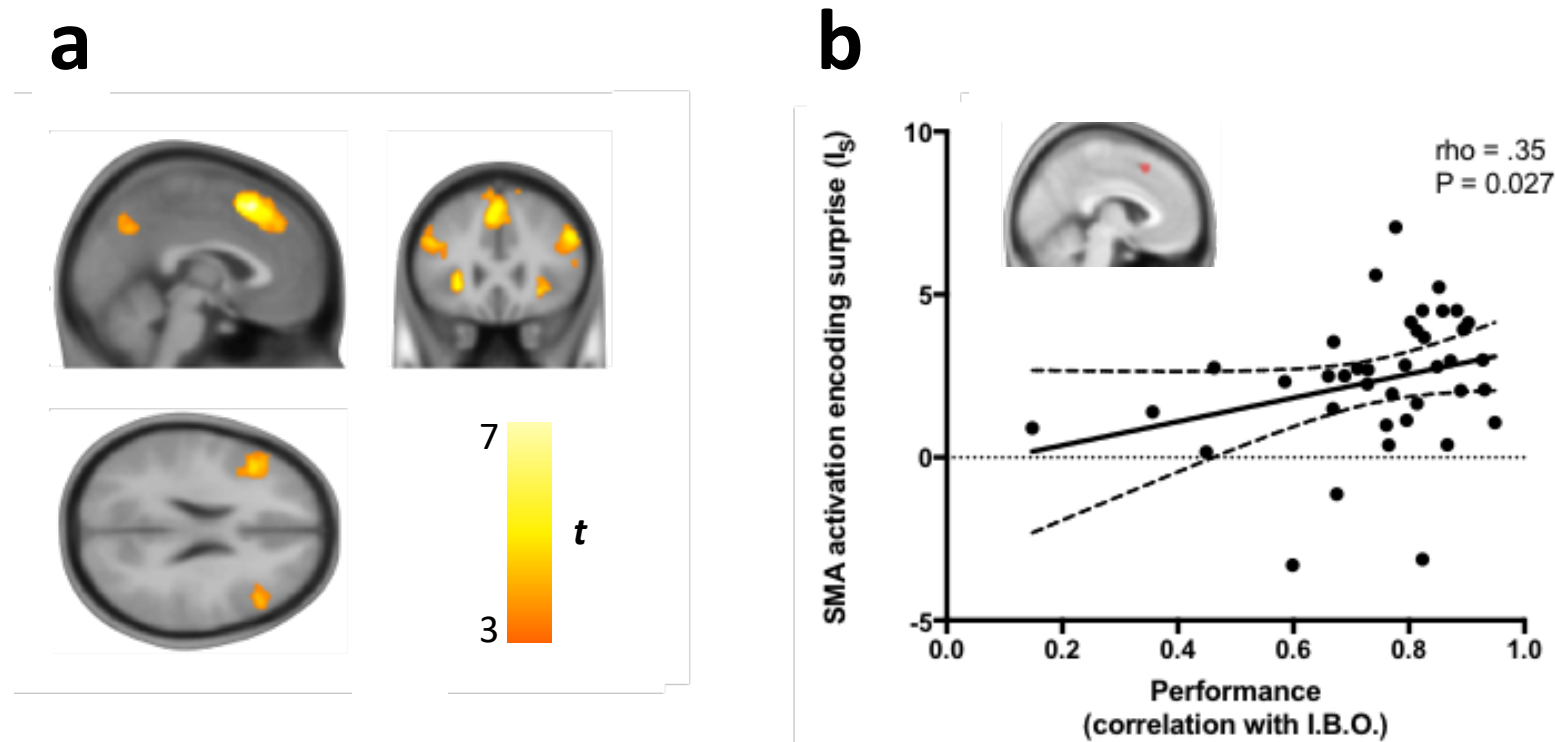 a
7
t
3
b
SMA activation encoding surprise (I_S)
10
5
0
-5
rho = .35
P = 0.027
0.0 0.2 0.4 0.6 0.8 1.0
Performance
(correlation with I.B.O.)